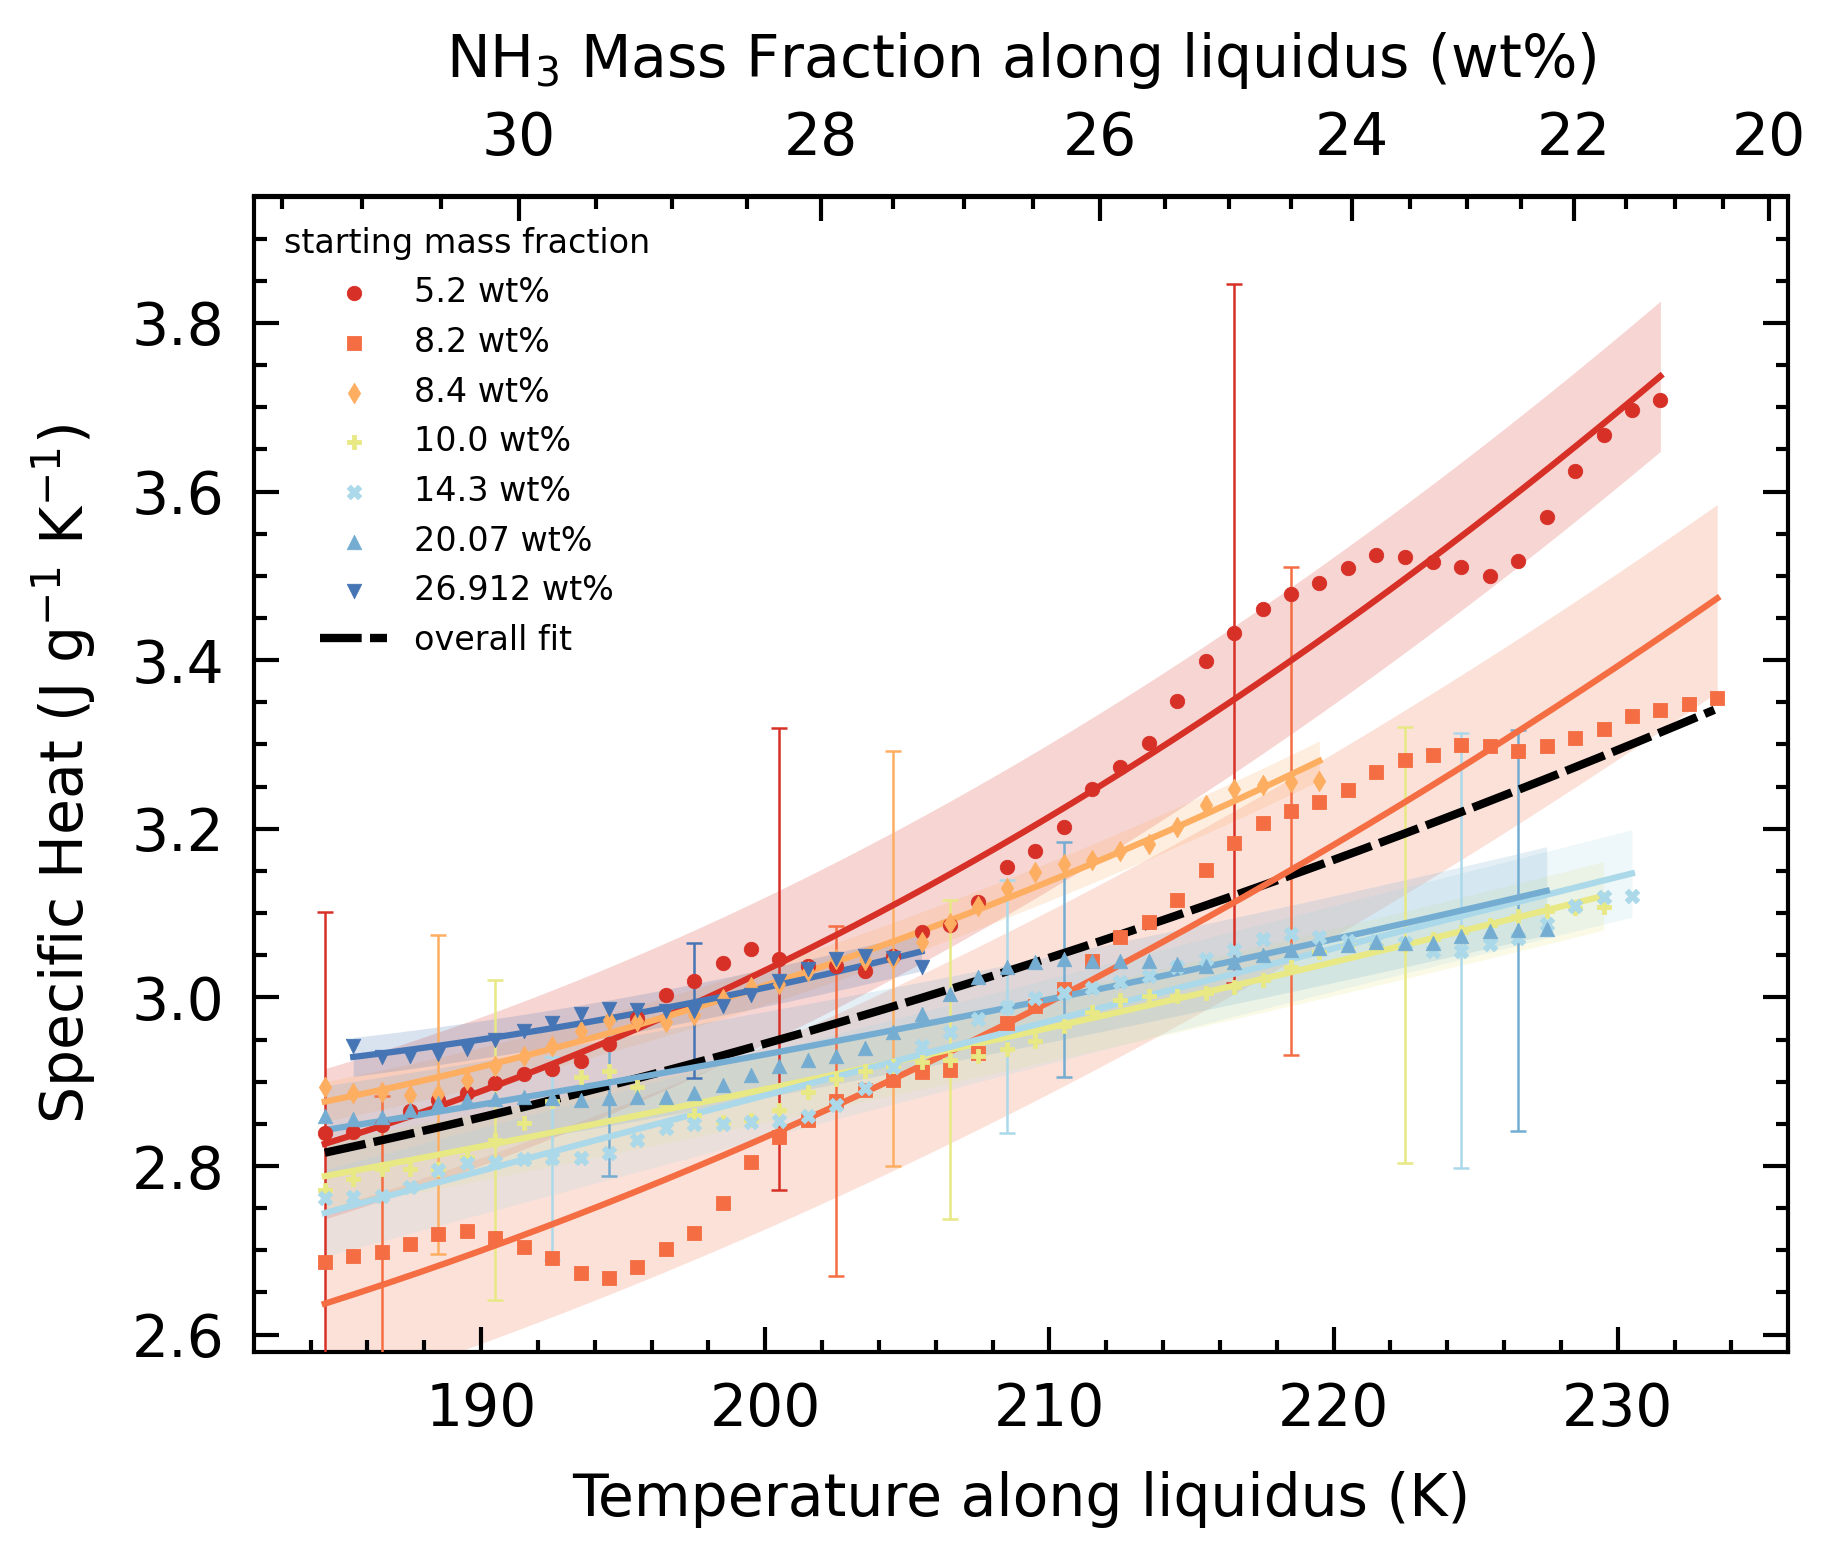 NH₃ Mass Fraction along liquidus (wt%)
30 28 26 24 22 20
starting mass fraction
5.2 wt%
8.2 wt%
8.4 wt%
10.0 wt%
14.3 wt%
20.07 wt%
26.912 wt%
overall fit
3.8
3.6
3.4
3.2
3.0
2.8
2.6
Specific Heat (J g⁻¹ K⁻¹)
190 200 210 220 230
Temperature along liquidus (K)